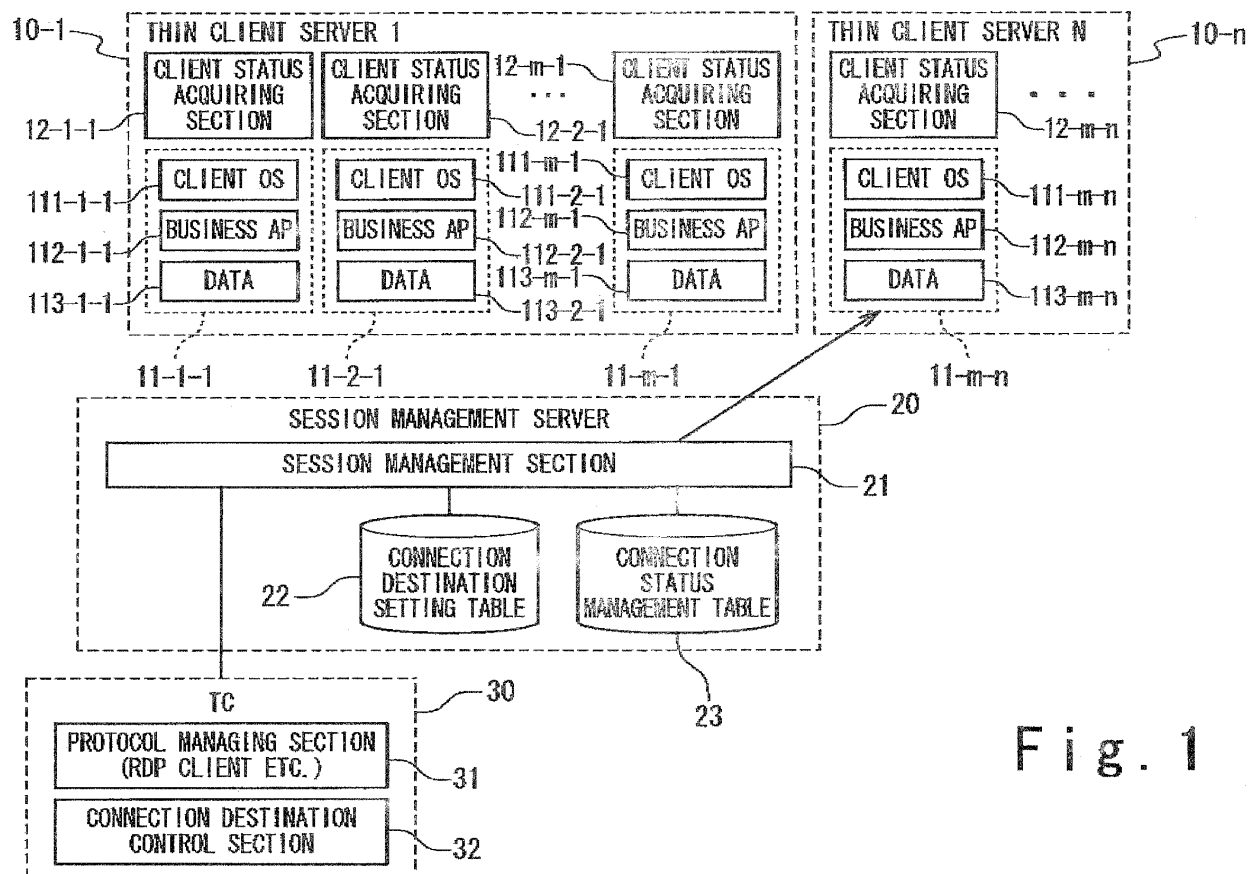 10-1
THIN CLIENT SERVER 1
THIN CLIENT SERVER N
10-n
CLIENT STATUS
ACQUIRING
SECTION
12-1-1
CLIENT STATUS
ACQUIRING
SECTION
12-2-1
12-m-1
...
CLIENT STATUS
ACQUIRING
SECTION
CLIENT STATUS
ACQUIRING
SECTION
...
12-m-n
111-1-1
CLIENT OS
112-1-1
BUSINESS AP
113-1-1
DATA
CLIENT OS
111-2-1
BUSINESS AP
112-2-1
DATA
113-2-1
111-m-1
CLIENT OS
112-m-1
BUSINESS AP
113-m-1
DATA
CLIENT OS
111-m-n
BUSINESS AP
112-m-n
DATA
113-m-n
11-1-1
11-2-1
11-m-1
11-m-n
SESSION MANAGEMENT SERVER
20
SESSION MANAGEMENT SECTION
21
22
CONNECTION
DESTINATION
SETTING TABLE
CONNECTION
STATUS
MANAGEMENT TABLE
23
TC
30
PROTOCOL MANAGING SECTION
(RDP CLIENT ETC.)
31
CONNECTION DESTINATION
CONTROL SECTION
32
Fig. 1